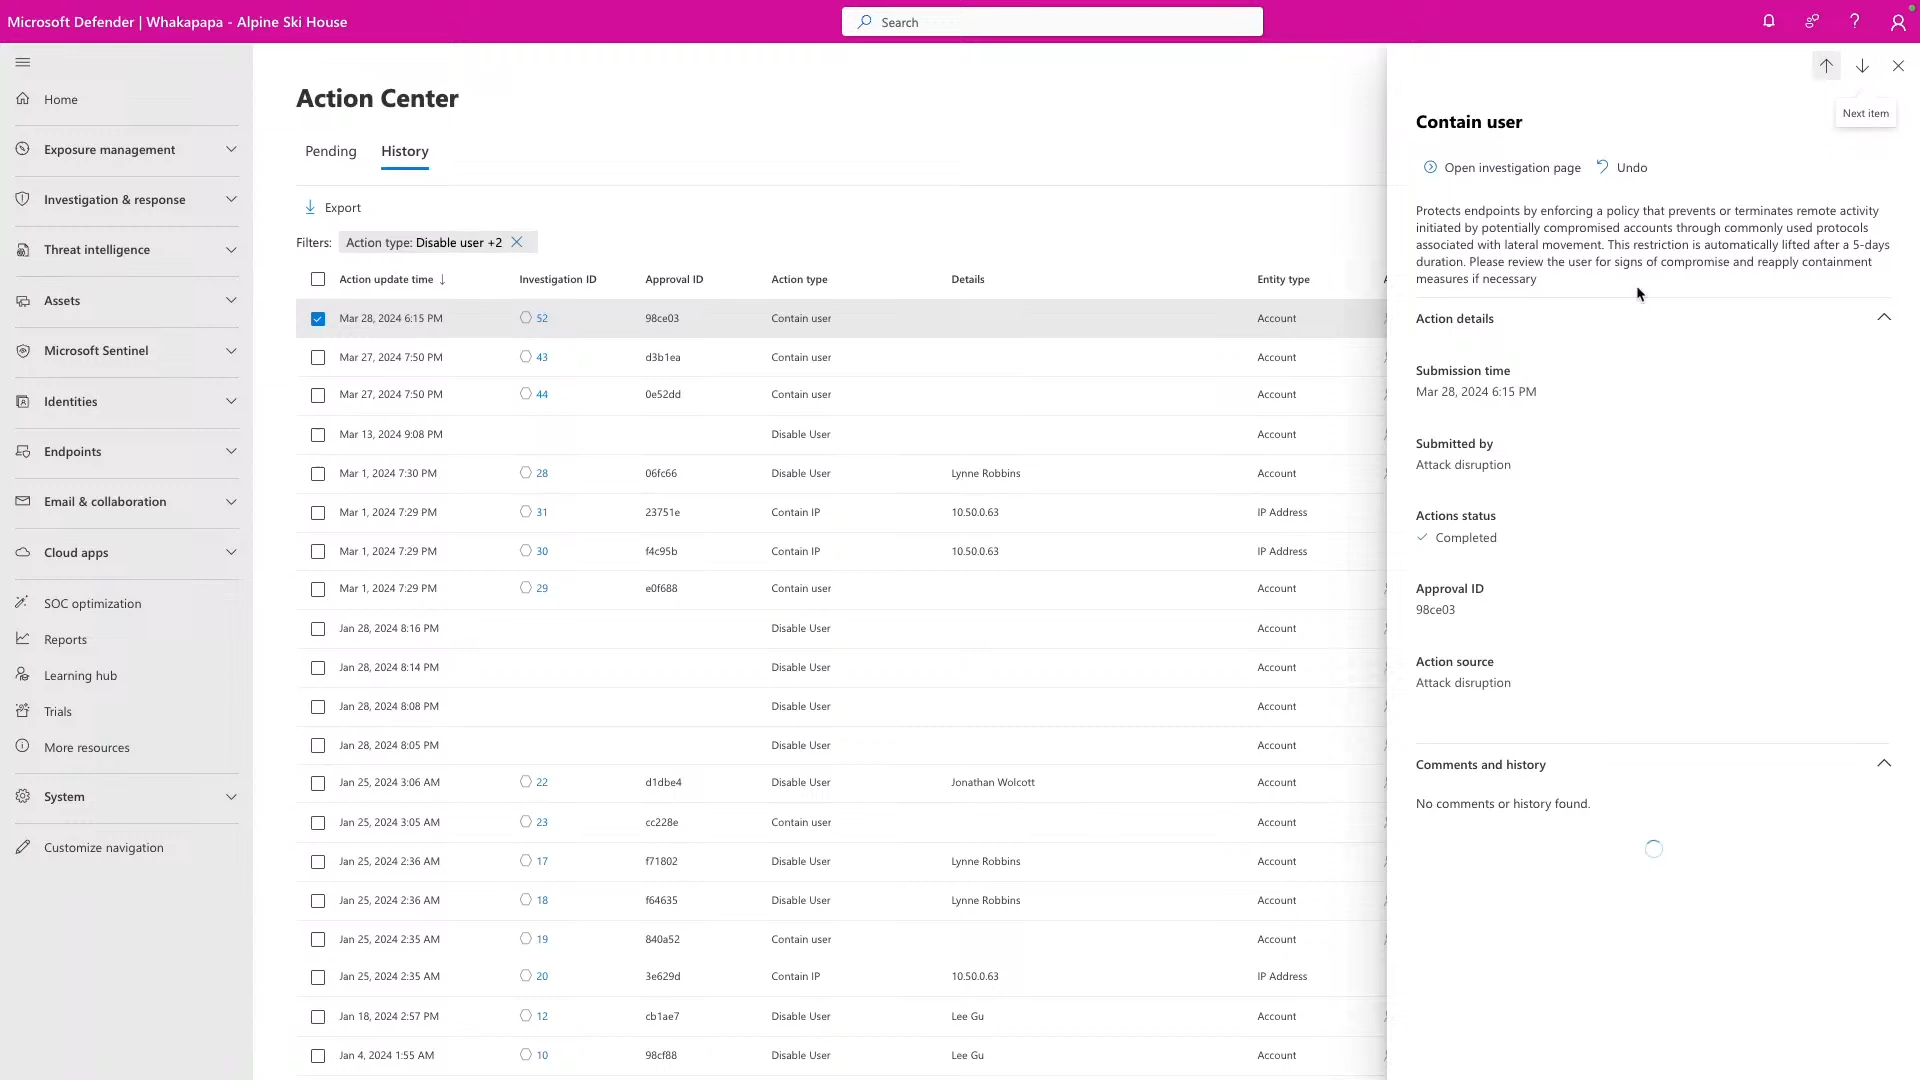 Microsoft Defender | Whakapapa - Alpine Ski House
Search
Home
Exposure management
Investigation & response
Threat intelligence
Assets
Microsoft Sentinel
Identities
Endpoints
Email & collaboration
Cloud apps
SOC optimization
Reports
Learning hub
Trials
More resources
System
Customize navigation
Action Center
Pending History
Export
Filters: Action type: Disable user +2
Action update time Investigation ID Approval ID Action type Details Entity type
Mar 28, 2024 6:15 PM 52 98ce03 Contain user Account
Mar 27, 2024 7:50 PM 43 d3b1ea Contain user Account
Mar 27, 2024 7:50 PM 44 0e52dd Contain user Account
Mar 13, 2024 9:08 PM Disable User Account
Mar 1, 2024 7:30 PM 28 06fc66 Disable User Lynne Robbins Account
Mar 1, 2024 7:29 PM 31 23751e Contain IP 10.50.0.63 IP Address
Mar 1, 2024 7:29 PM 30 f4c95b Contain IP 10.50.0.63 IP Address
Mar 1, 2024 7:29 PM 29 e0f688 Contain user Account
Jan 28, 2024 8:16 PM Disable User Account
Jan 28, 2024 8:14 PM Disable User Account
Jan 28, 2024 8:08 PM Disable User Account
Jan 28, 2024 8:05 PM Disable User Account
Jan 25, 2024 3:06 AM 22 d1dbe4 Disable User Jonathan Wolcott Account
Jan 25, 2024 3:05 AM 23 cc228e Contain user Account
Jan 25, 2024 2:36 AM 17 f71802 Disable User Lynne Robbins Account
Jan 25, 2024 2:36 AM 18 f64635 Disable User Lynne Robbins Account
Jan 25, 2024 2:35 AM 19 840a52 Contain user Account
Jan 25, 2024 2:35 AM 20 3e629d Contain IP 10.50.0.63 IP Address
Jan 18, 2024 2:57 PM 12 cb1ae7 Disable User Lee Gu Account
Jan 4, 2024 1:55 AM 10 98cf88 Disable User Lee Gu Account
Next item
Contain user
Open investigation page Undo
Protects endpoints by enforcing a policy that prevents or terminates remote activity
initiated by potentially compromised accounts through commonly used protocols
associated with lateral movement. This restriction is automatically lifted after a 5-days
duration. Please review the user for signs of compromise and reapply containment
measures if necessary
Action details
Submission time
Mar 28, 2024 6:15 PM
Submitted by
Attack disruption
Actions status
Completed
Approval ID
98ce03
Action source
Attack disruption
Comments and history
No comments or history found.